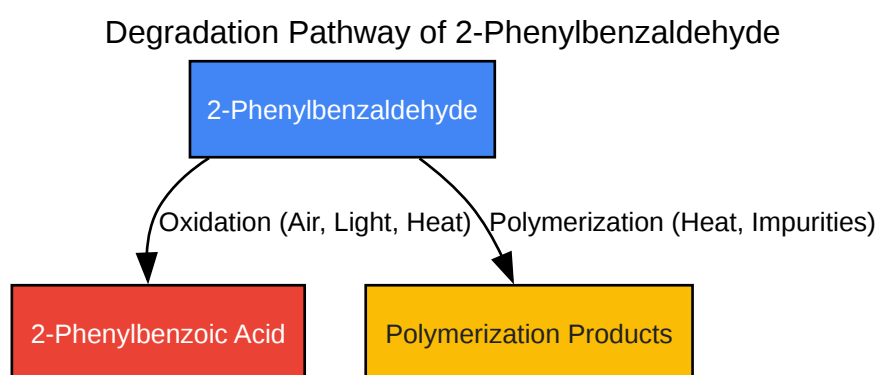 Degradation Pathway of 2-Phenylbenzaldehyde
2-Phenylbenzaldehyde
Oxidation (Air, Light, Heat)
Polymerization (Heat, Impurities)
2-Phenylbenzoic Acid
Polymerization Products